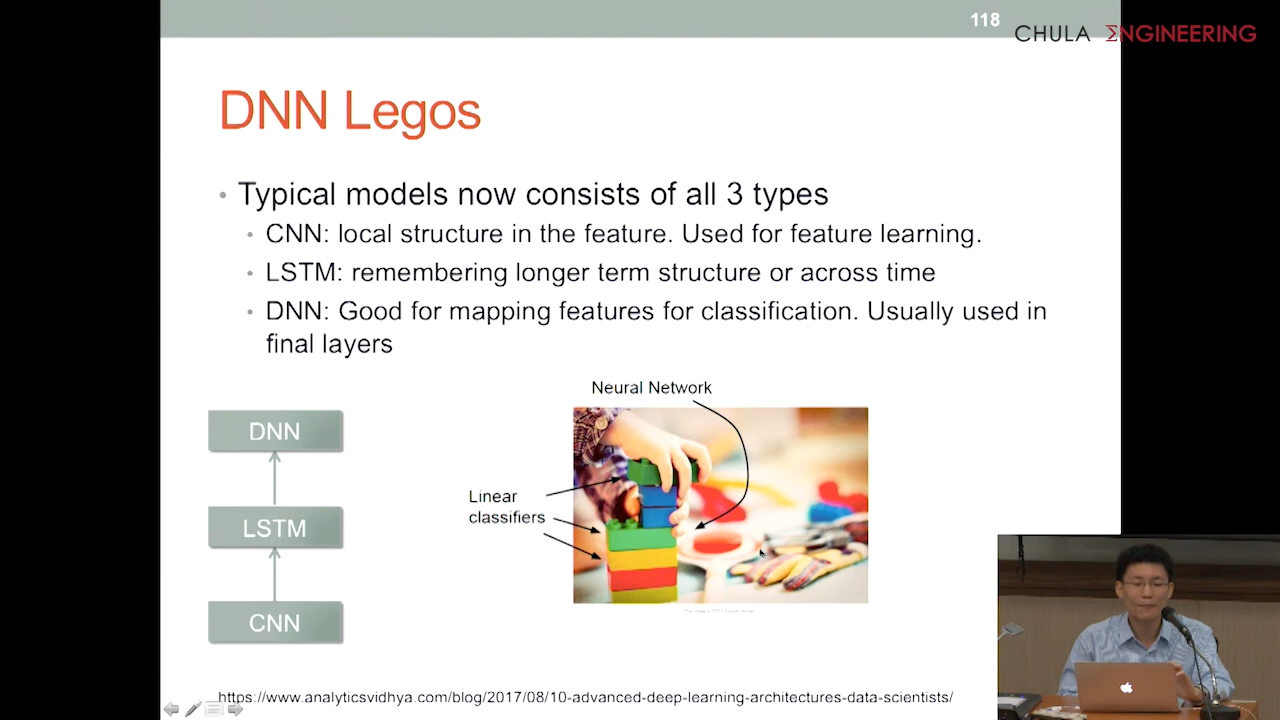 118
CHULA ΣNGINEERING
DNN Legos
• Typical models now consists of all 3 types
• CNN: local structure in the feature. Used for feature learning.
• LSTM: remembering longer term structure or across time
• DNN: Good for mapping features for classification. Usually used in
final layers
Neural Network
DNN
Linear
classifiers
LSTM
CNN
https://www.analyticsvidhya.com/blog/2017/08/10-advanced-deep-learning-architectures-data-scientists/